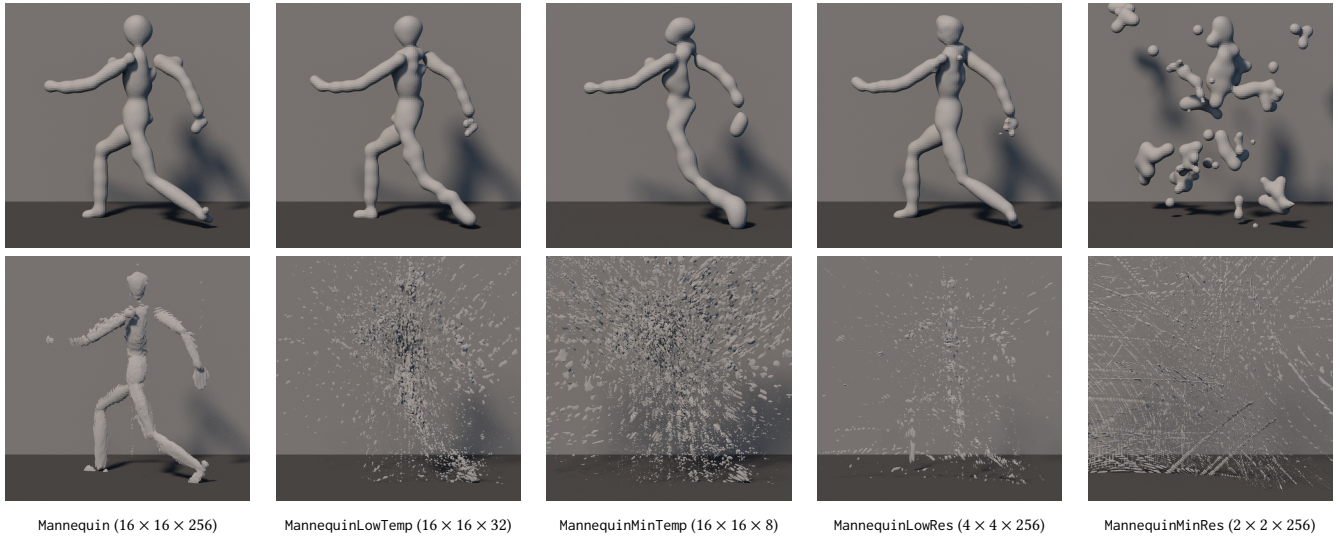 Mannequin (16 × 16 × 256) MannequinLowTemp (16 × 16 × 32) MannequinMinTemp (16 × 16 × 8) MannequinLowRes (4 × 4 × 256) MannequinMinRes (2 × 2 × 256)